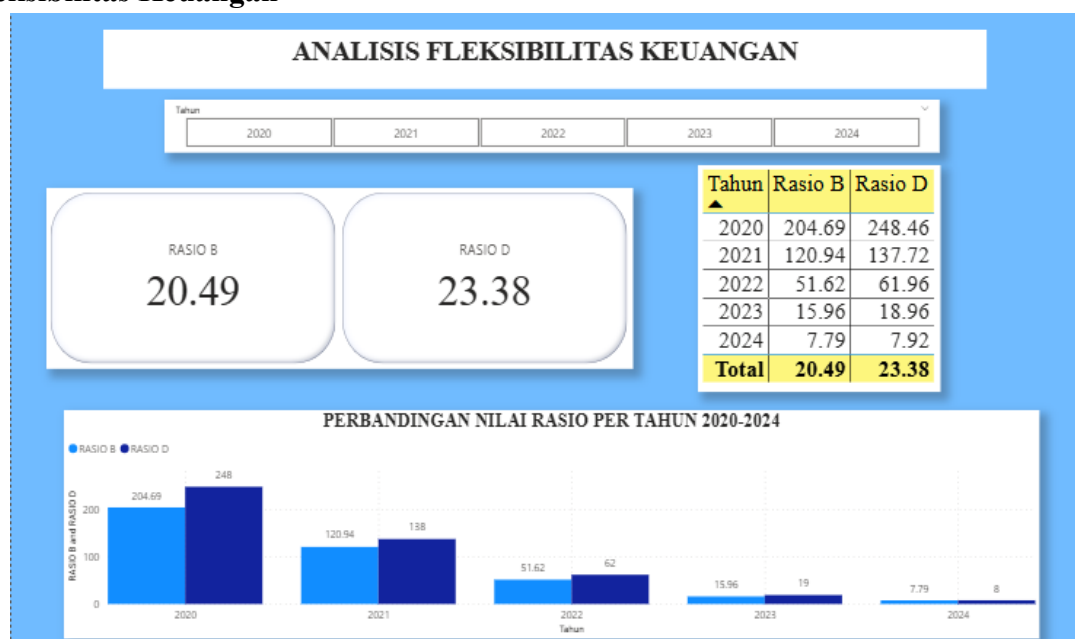 ANALISIS FLEKSIBILITAS KEUANGAN
Tahun
2020 2021 2022 2023 2024
RASIO B
20.49
RASIO D
23.38
Tahun Rasio B Rasio D
2020 204.69 248.46
2021 120.94 137.72
2022 51.62 61.96
2023 15.96 18.96
2024 7.79 7.92
Total 20.49 23.38
PERBANDINGAN NILAI RASIO PER TAHUN 2020-2024
RASIO B RASIO D
RASIO B and RASIO D
200
100
0
204.69 248
120.94 138
51.62 62
15.96 19
7.79 8
2020 2021 2022 2023 2024
Tahun